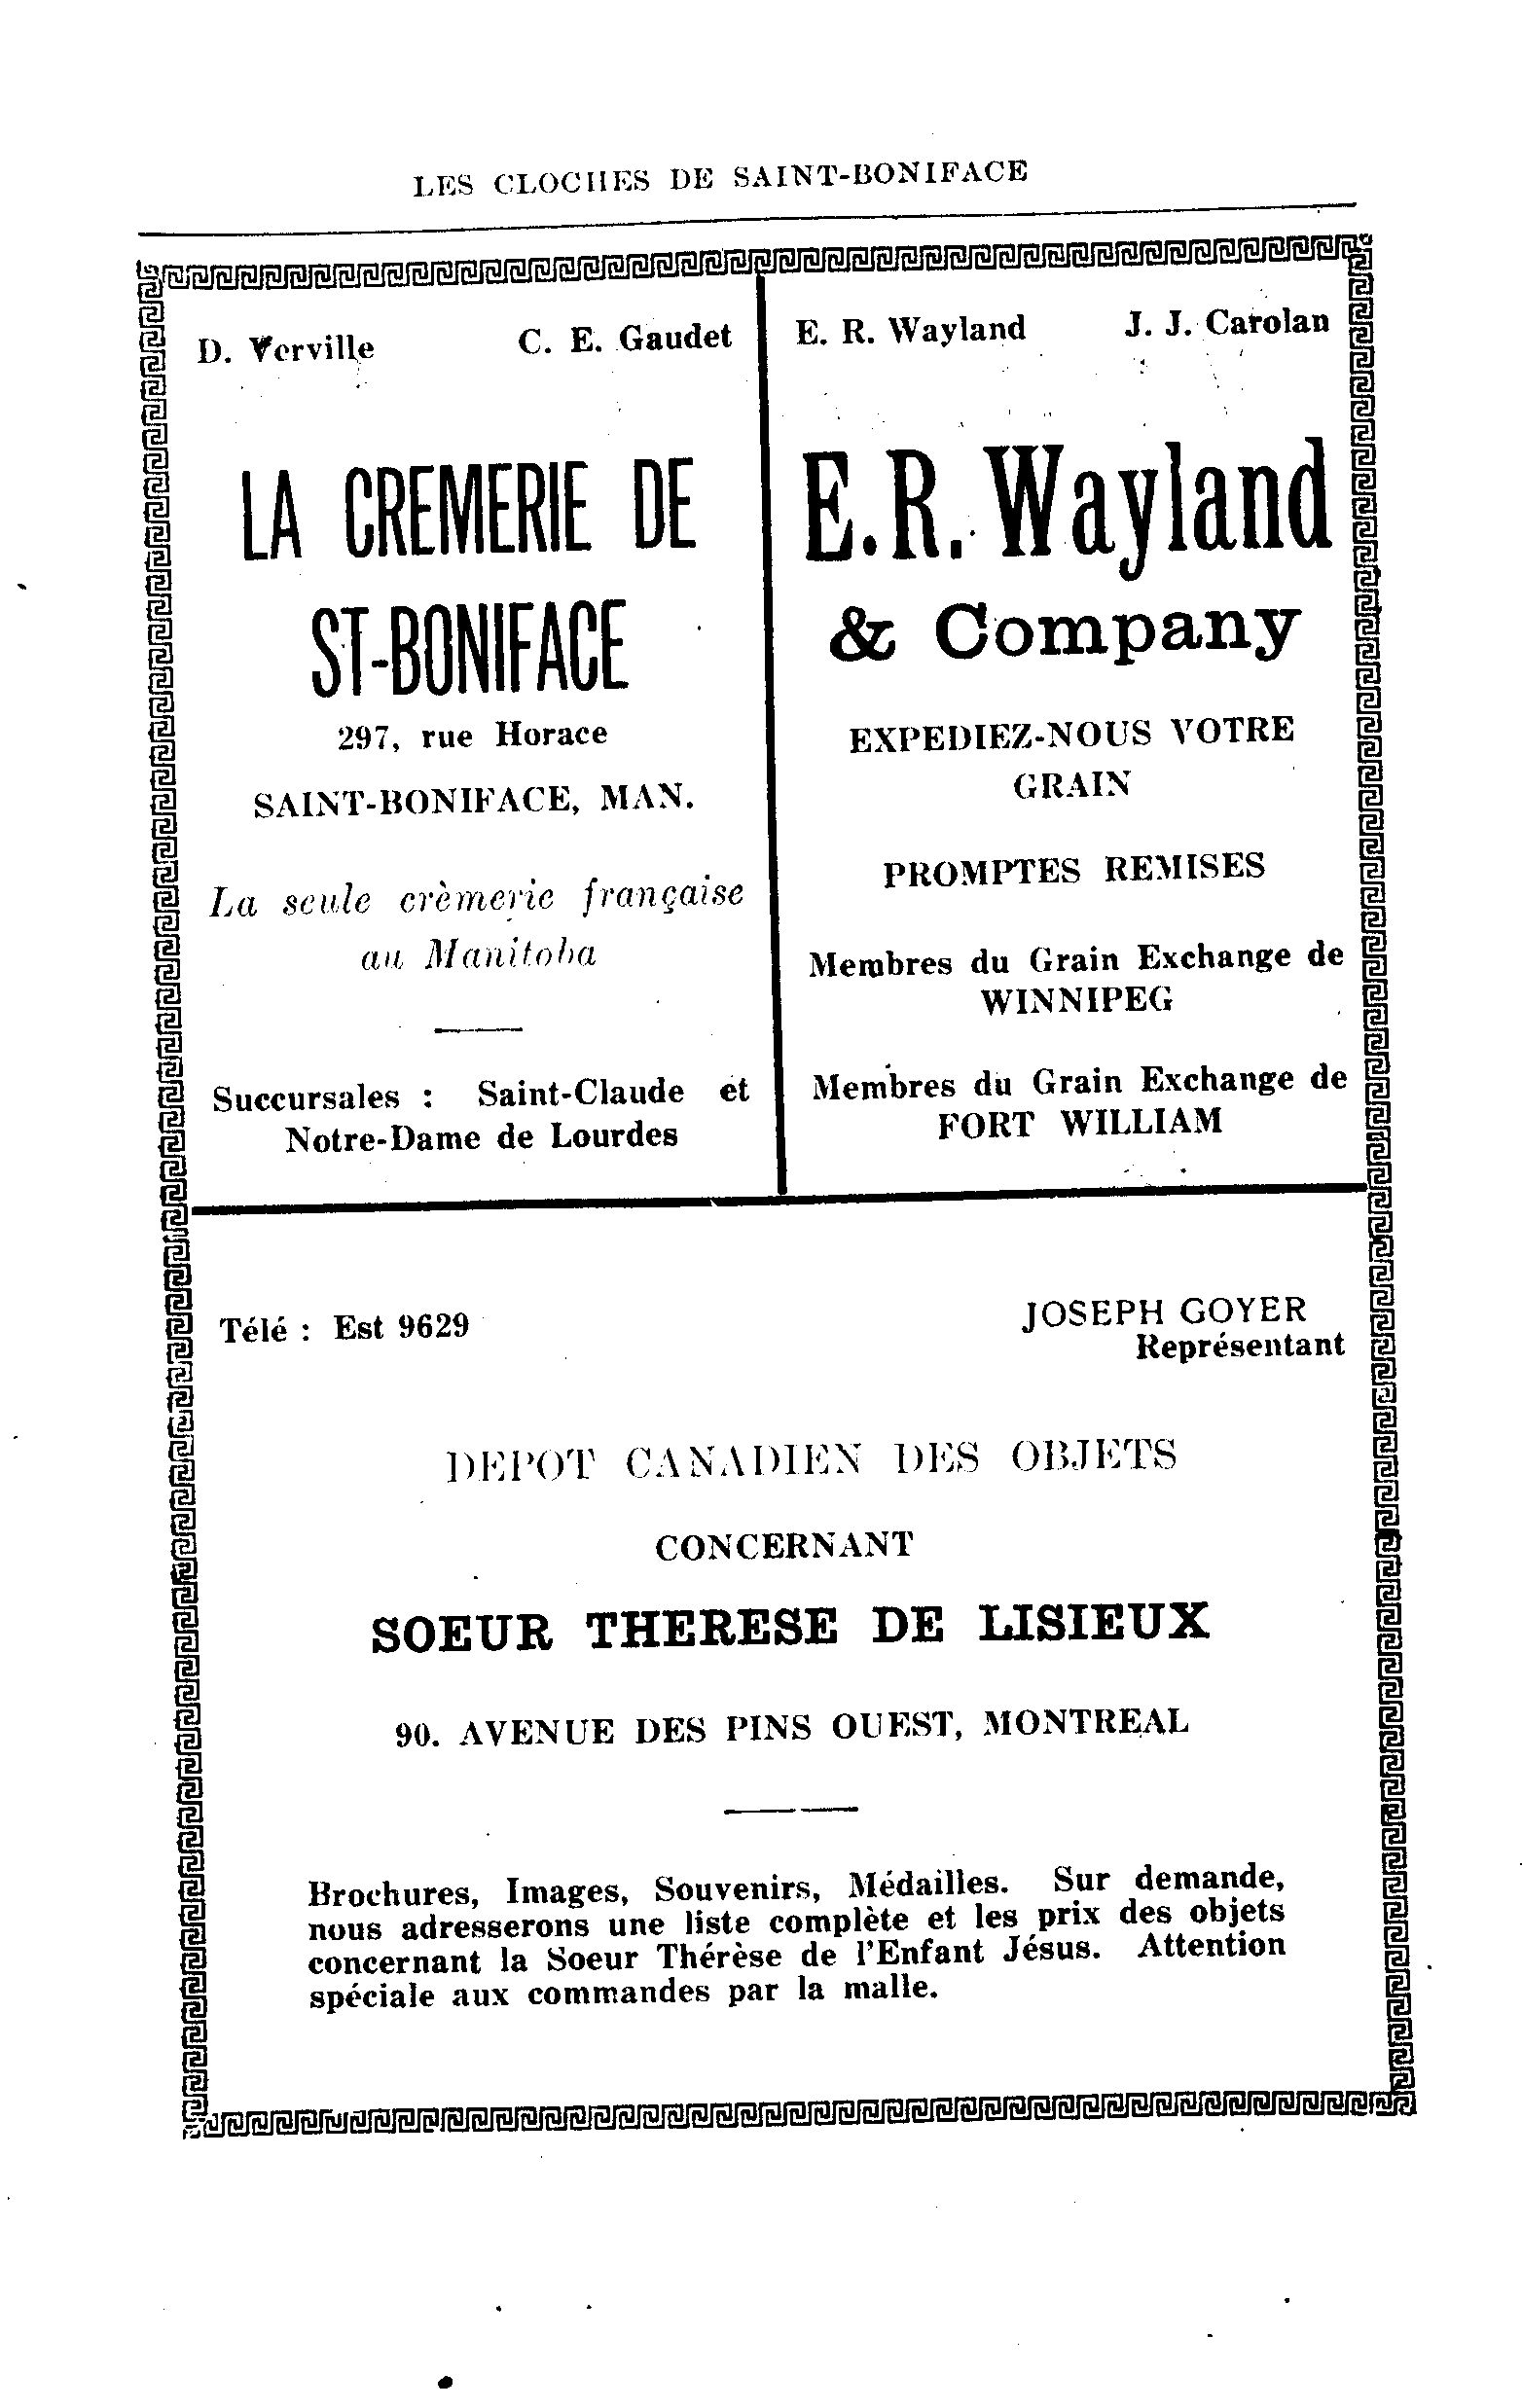 LES CLOCHES DE SAINT-BONIFACE
D. Verville C. E. Gaudet
LA CREMERIE DE
ST-BONIFACE
297, rue Horace
SAINT-BONIFACE, MAN.
La seule crèmerie française
au Manitoba
Succursales : Saint-Claude et
Notre-Dame de Lourdes
E. R. Wayland J. J. Carolan
E. R. Wayland
& Company
EXPEDIEZ-NOUS VOTRE
GRAIN
PROMPTES REMISES
Membres du Grain Exchange de
WINNIPEG
Membres du Grain Exchange de
FORT WILLIAM
Télé : Est 9629
JOSEPH GOYER
Représentant
DEPOT CANADIEN DES OBJETS
CONCERNANT
SOEUR THERESE DE LISIEUX
90. AVENUE DES PINS OUEST, MONTREAL
Brochures, Images, Souvenirs, Médailles. Sur demande,
nous adresserons une liste complète et les prix des objets
concernant la Soeur Thérèse de l'Enfant Jésus. Attention
spéciale aux commandes par la malle.